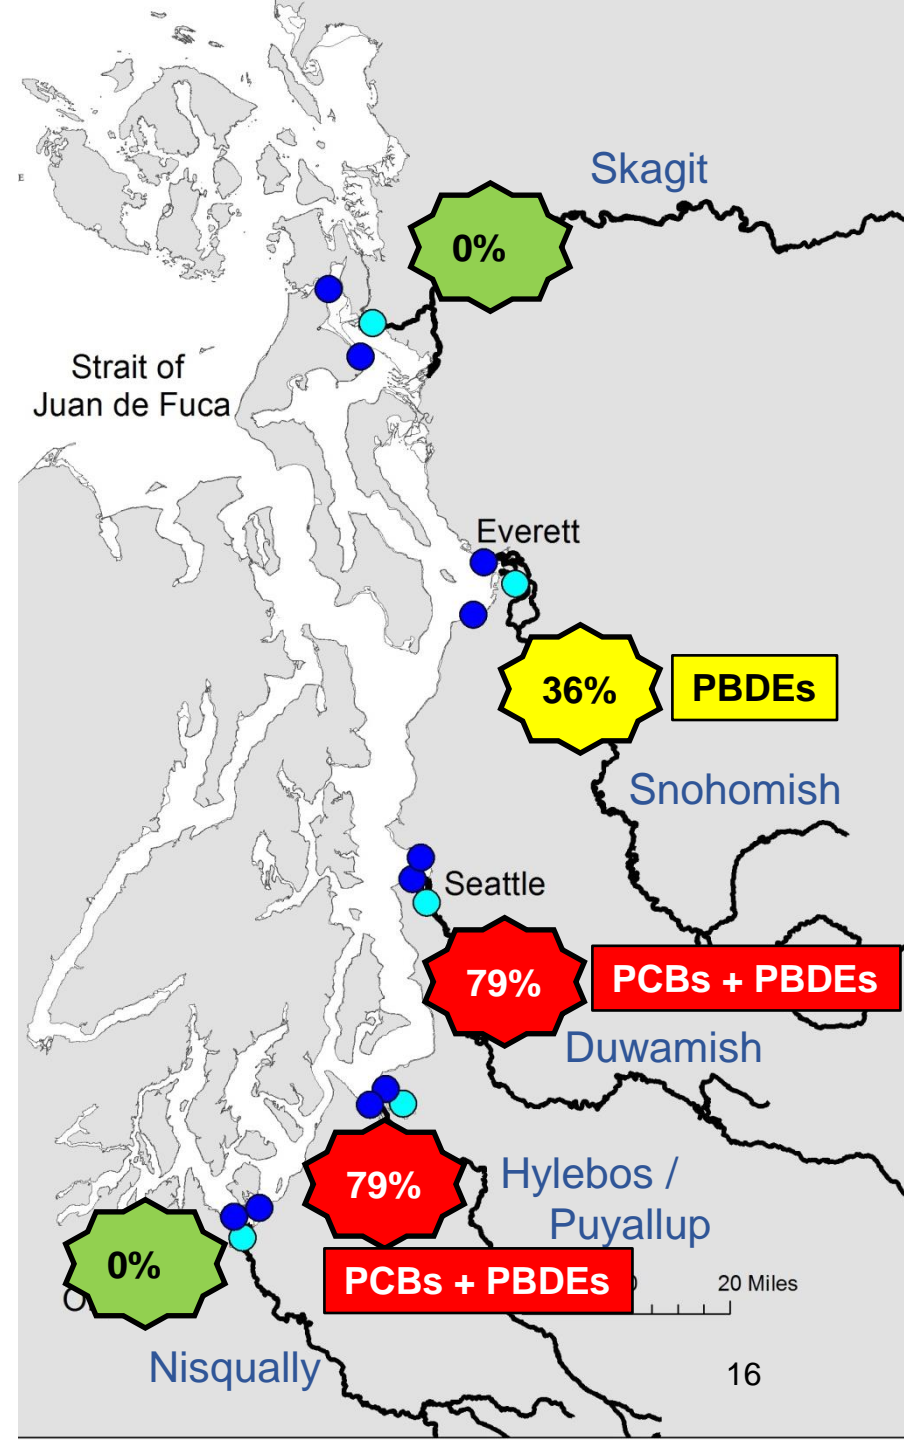 Skagit
0%
E
Strait of
Juan de Fuca
Everett
36%
PBDEs
Snohomish
Seattle
79%
PCBs + PBDEs
Duwamish
79%
Hylebos /
Puyallup
0%
PCBs + PBDEs
20 Miles
Nisqually
16